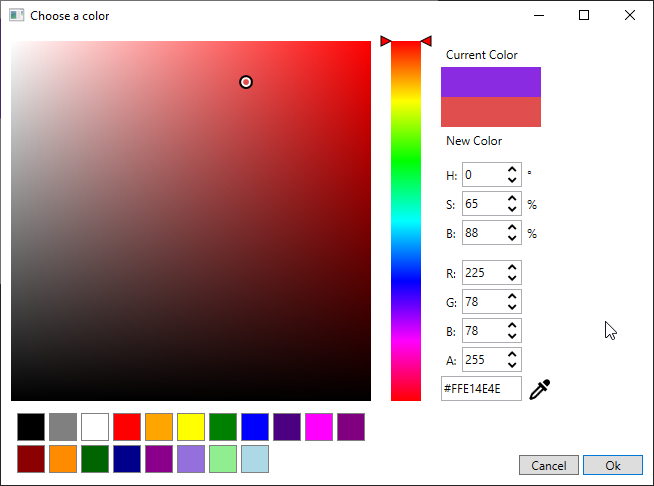 Choose a color
Current Color
New Color
H: 0 °
S: 65 %
B: 88 %
R: 225
G: 78
B: 78
A: 255
#FFE14E4E
Cancel Ok